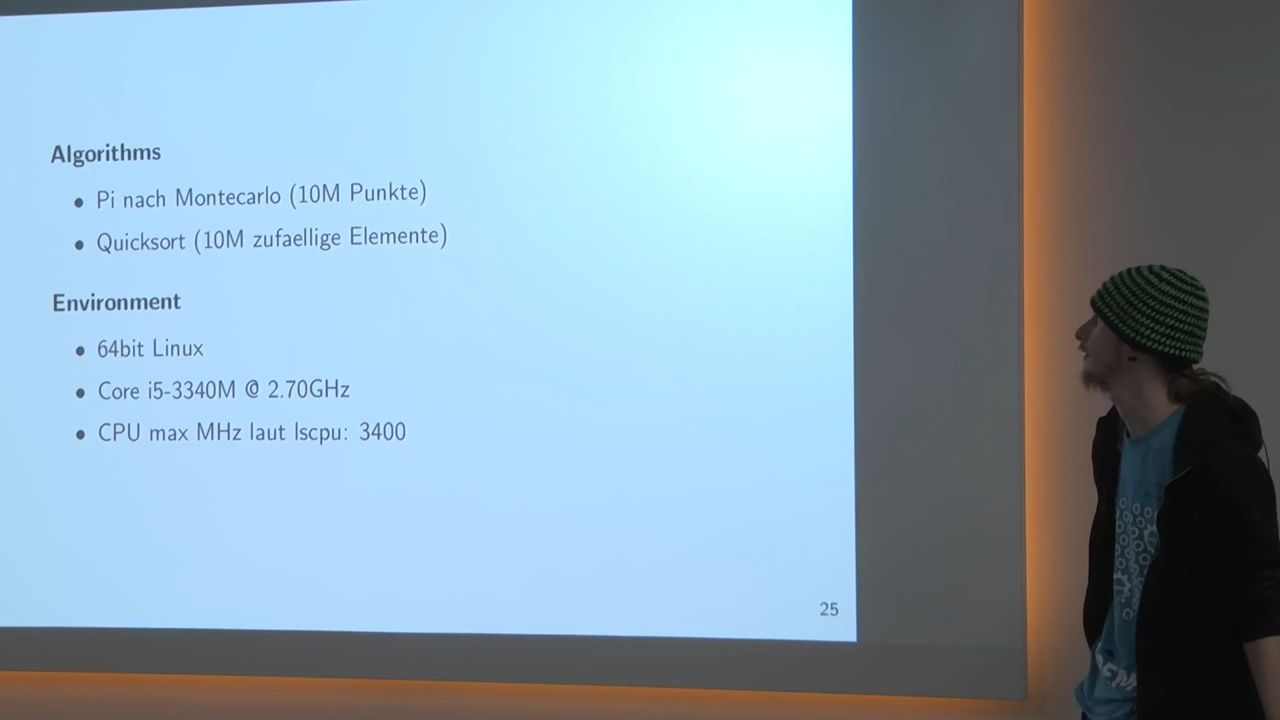 Algorithms
• Pi nach Montecarlo (10M Punkte)
• Quicksort (10M zufaellige Elemente)
Environment
• 64bit Linux
• Core i5-3340M @ 2.70GHz
• CPU max MHz laut lscpu: 3400
25